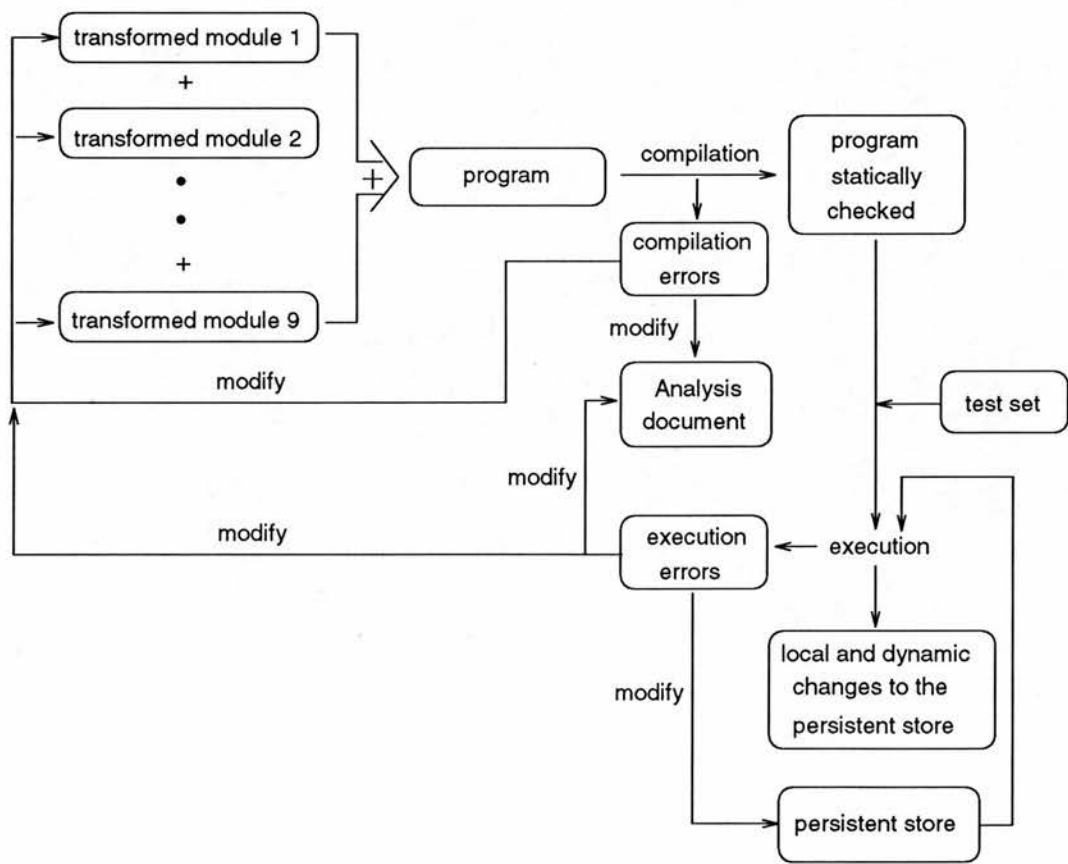 transformed module 1
+
transformed module 2
+
transformed module 9
+
program
compilation
program
statically
checked
compilation
errors
modify
modify
Analysis
document
test set
modify
modify
execution
errors
execution
local and dynamic
changes to the
persistent store
modify
persistent store